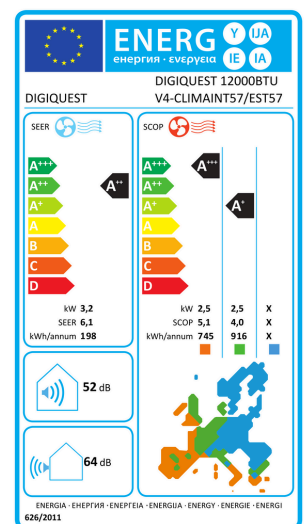 ENERG Y IJA
енергия · ενεργεια IE IA
DIGIQUEST 12000BTU
DIGIQUEST V4-CLIMAINT57/EST57
SEER SCOP
A+++ A+++ A+++
A++ A++ A++
A+ A+ A+
A A
B B
C C
D D
kW 3,2 kW 2,5 2,5 X
SEER 6,1 SCOP 5,1 4,0 X
kWh/annum 198 kWh/annum 745 916 X
52 dB
64 dB
ENERGIA · ЕНЕРГИЯ · ΕΝΕΡΓΕΙΑ · ENERGIJA · ENERGY · ENERGIE · ENERGI
626/2011